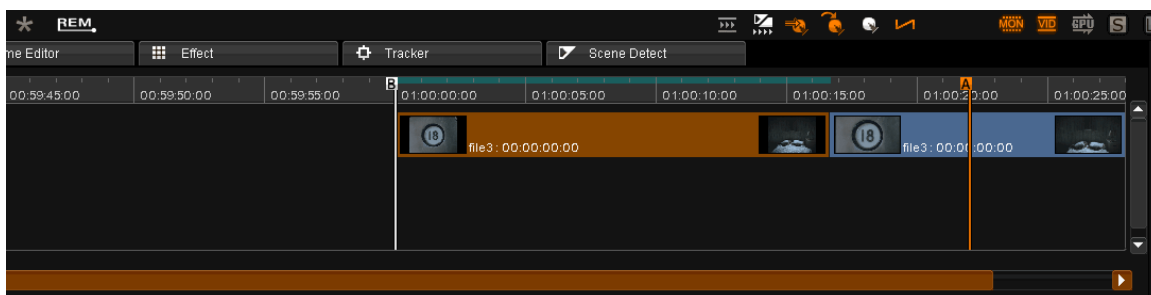 REM. MON VID GPU S
me Editor Effect Tracker Scene Detect
B A
00:59:45:00 00:59:50:00 00:59:55:00 01:00:00:00 01:00:05:00 01:00:10:00 01:00:15:00 01:00:20:00 01:00:25:00
18 18
file3 : 00:00:00:00 file3 : 00:00:00:00